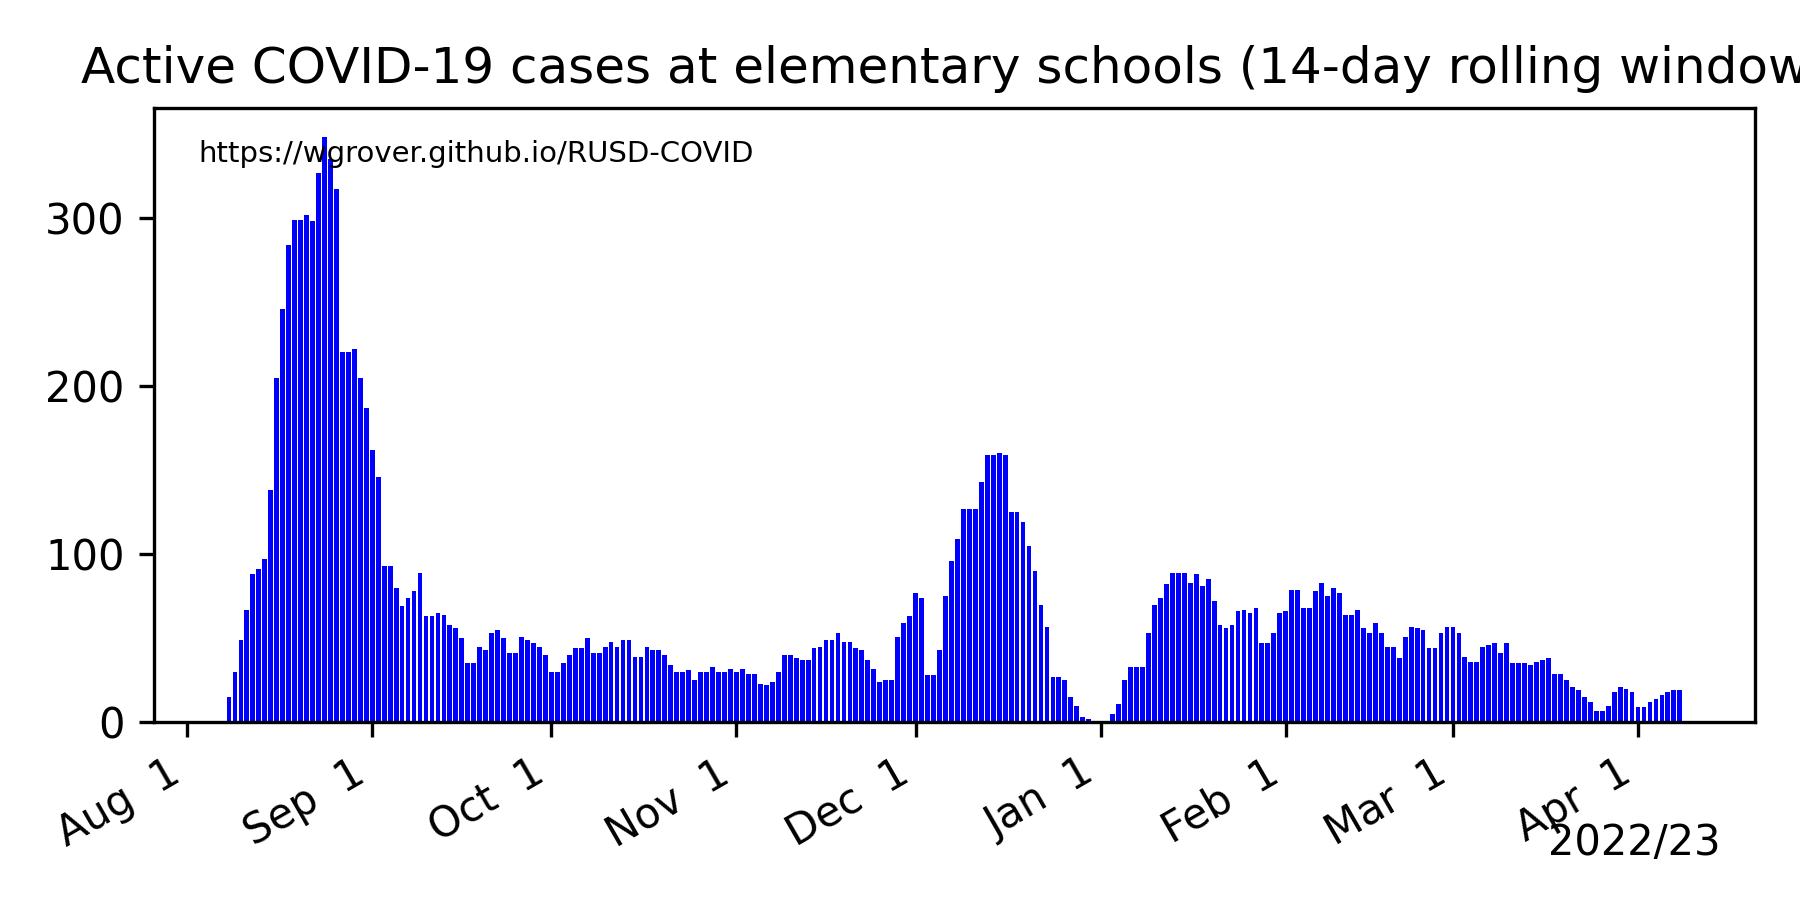 Active COVID-19 cases at elementary schools (14-day rolling window
https://wgrover.github.io/RUSD-COVID
300
200
100
0
Aug 1
Sep 1
Oct 1
Nov 1
Dec 1
Jan 1
Feb 1
Mar 1
Apr 1
2022/23